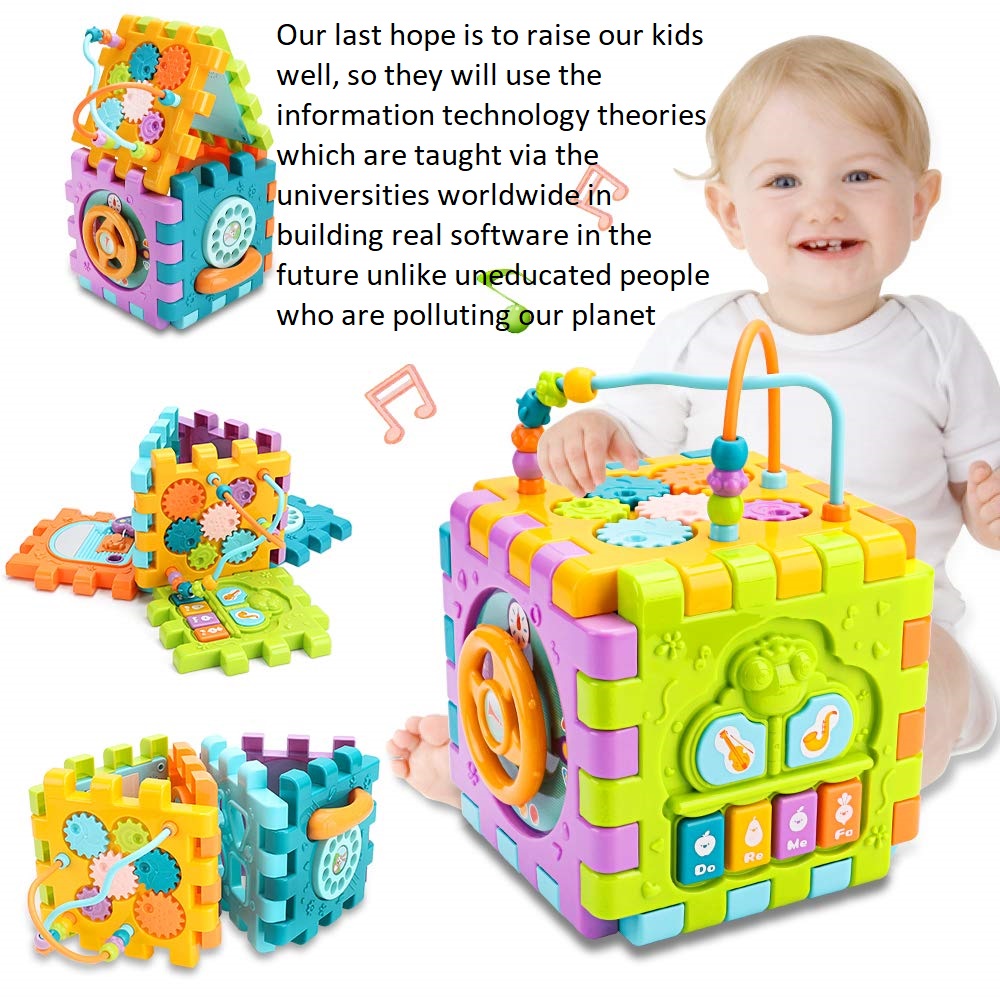 Our last hope is to raise our kids
well, so they will use the
information technology theories
which are taught via the
universities worldwide in
building real software in the
future unlike uneducated people
who are polluting our planet
Do Re Me Fa